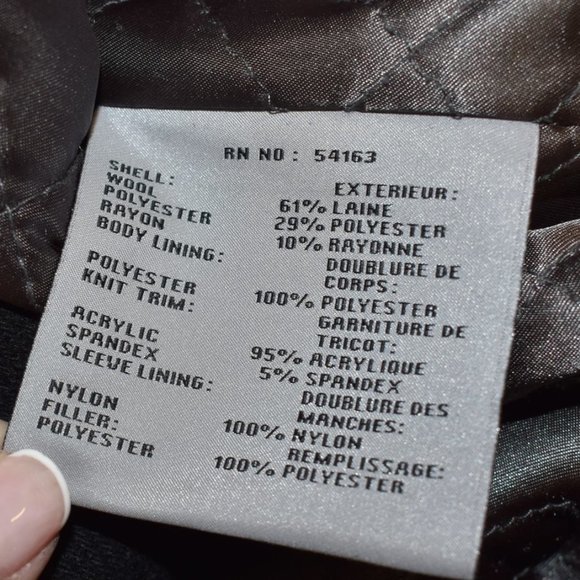 RN NO : 54163
SHELL: EXTERIEUR:
WOOL 61% LAINE
POLYESTER 29% POLYESTER
RAYON 10% RAYONNE
BODY LINING: DOUBLURE DE
CORPS:
POLYESTER 100% POLYESTER
KNIT TRIM: GARNITURE DE
TRICOT:
ACRYLIC 95% ACRYLIQUE
SPANDEX 5% SPANDEX
SLEEVE LINING: DOUBLURE DES
MANCHES:
NYLON 100% NYLON
FILLER: REMPLISSAGE:
POLYESTER 100% POLYESTER